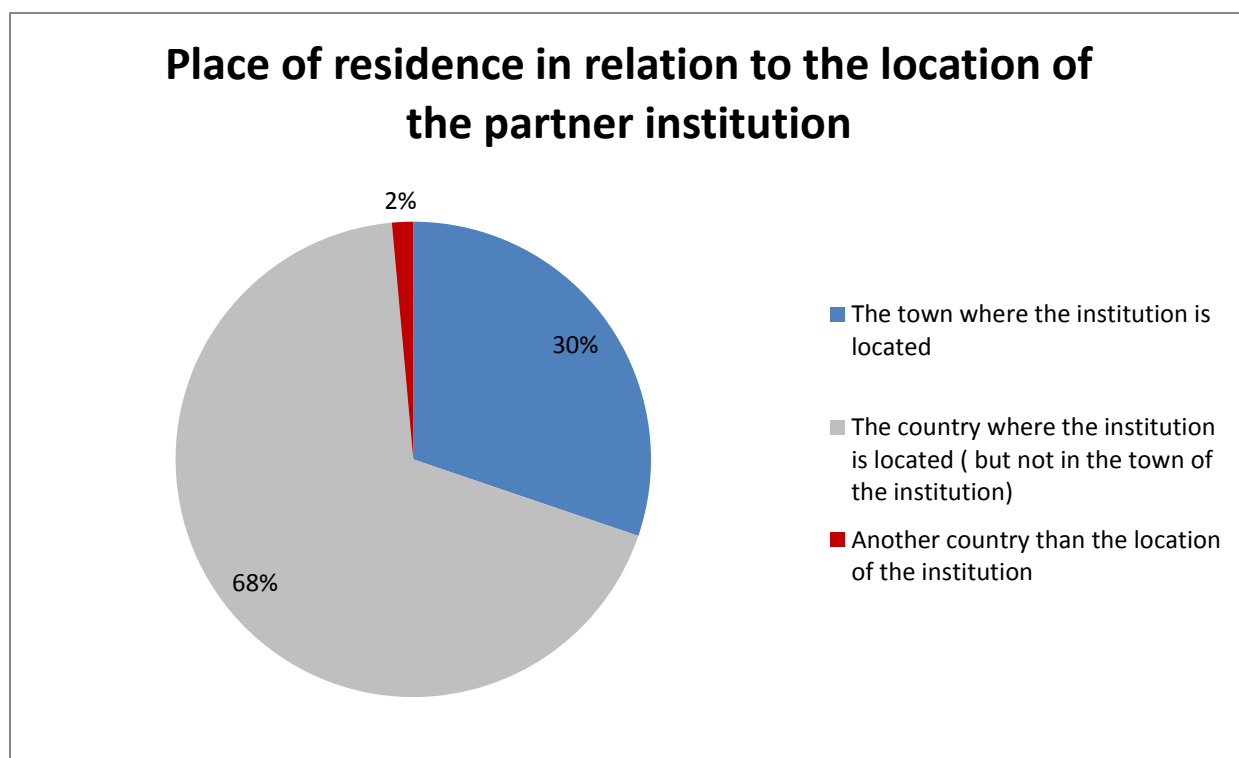 Place of residence in relation to the location of
the partner institution
2%
30%
68%
The town where the institution is
located
The country where the institution
is located ( but not in the town of
the institution)
Another country than the location
of the institution